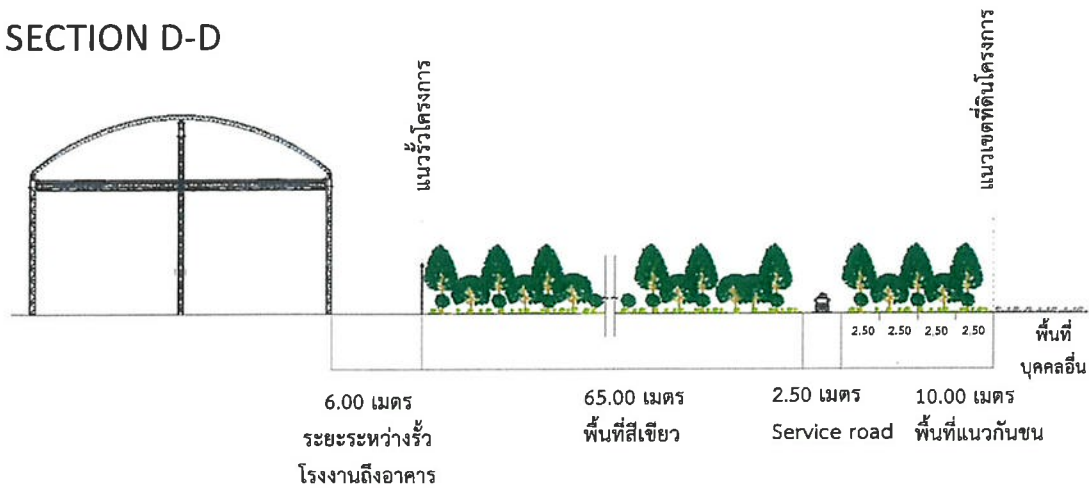 SECTION D-D
แนวรั้วโครงการ
แนวเขตที่ดินโครงการ
2.50 2.50 2.50 2.50
พื้นที่
บุคคลอื่น
6.00 เมตร
ระยะระหว่างรั้ว
โรงงานถึงอาคาร
65.00 เมตร
พื้นที่สีเขียว
2.50 เมตร
Service road
10.00 เมตร
พื้นที่แนวกันชน